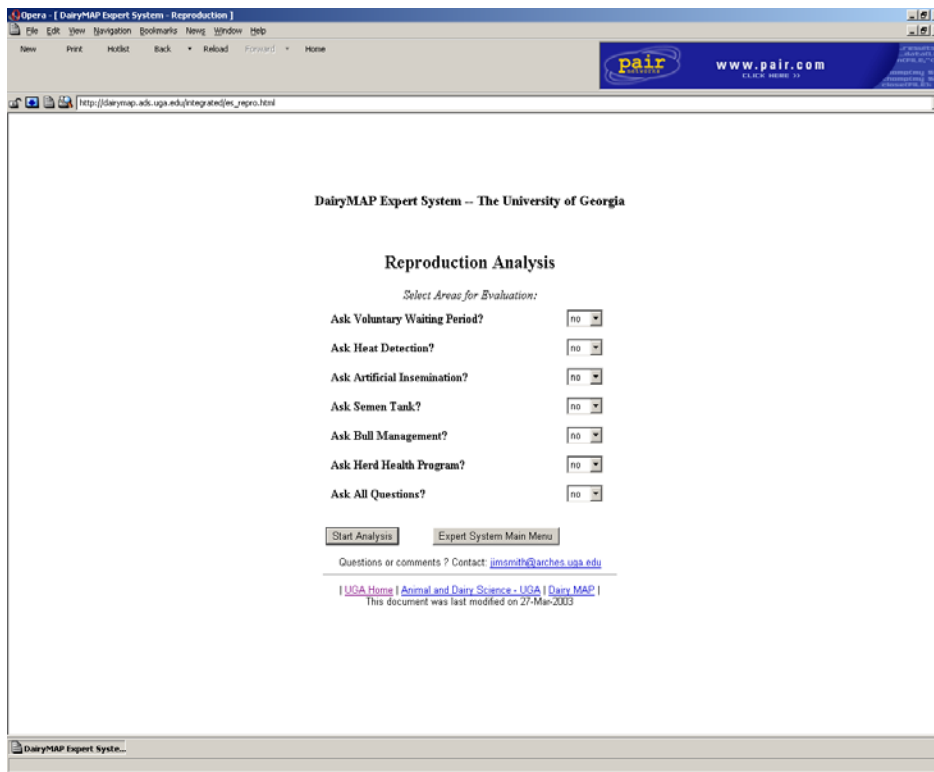 Opera - [ DairyMAP Expert System - Reproduction ]
File Edit View Navigation Bookmarks News Window Help
New Print Hotlist Back Reload Forward Home
pair
networks
www.pair.com
CLICK HERE >>
http://dairymap.ads.uga.edu/integrated/es_repro.html
DairyMAP Expert System -- The University of Georgia
Reproduction Analysis
Select Areas for Evaluation:
Ask Voluntary Waiting Period? no
Ask Heat Detection? no
Ask Artificial Insemination? no
Ask Semen Tank? no
Ask Bull Management? no
Ask Herd Health Program? no
Ask All Questions? no
Start Analysis Expert System Main Menu
Questions or comments ? Contact: jimsmith@arches.uga.edu
| UGA Home | Animal and Dairy Science - UGA | Dairy MAP |
This document was last modified on 27-Mar-2003
DairyMAP Expert Syste...